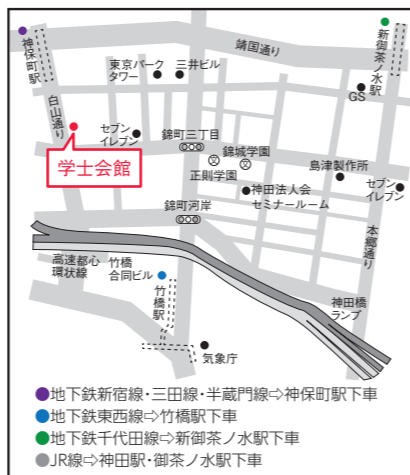 神保町駅
靖国通り
新御茶ノ水駅
東京パーク
タワー
三井ビル
GS
白山通り
セブン
イレブン
錦町三丁目
錦城学園
島津製作所
学士会館
正則学園
神田法人会
セミナールーム
セブン
イレブン
錦町河岸
本郷通り
高速都心
環状線
竹橋
合同ビル
竹橋駅
神田橋
ランプ
気象庁
●地下鉄新宿線・三田線・半蔵門線⇨神保町駅下車
●地下鉄東西線⇨竹橋駅下車
●地下鉄千代田線⇨新御茶ノ水駅下車
●JR線⇨神田駅・御茶ノ水駅下車